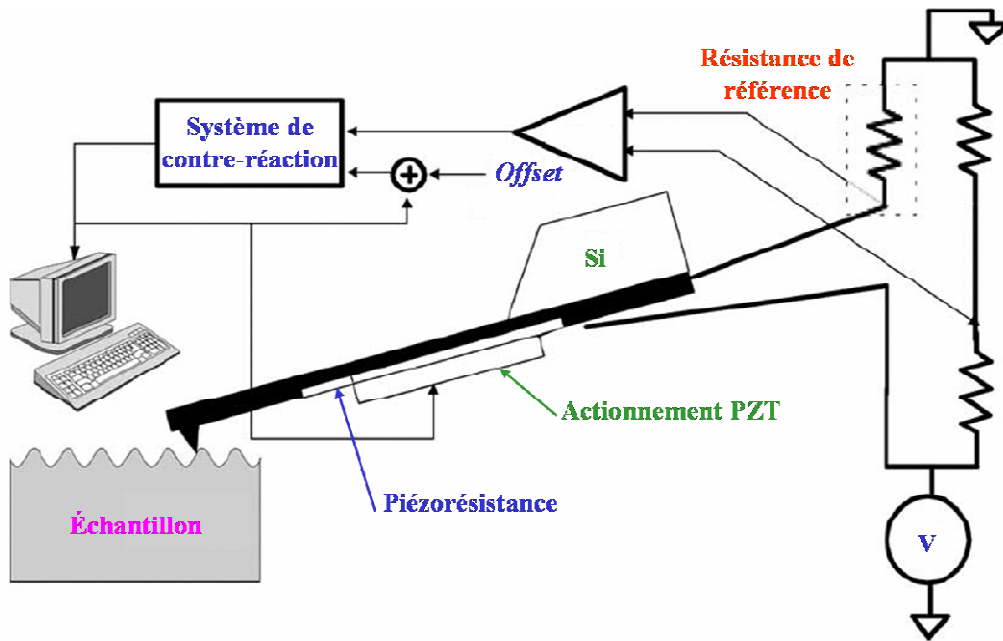 Résistance de
référence
Système de
contre-réaction
Offset
Si
Actionnement PZT
Piézorésistance
Échantillon
V